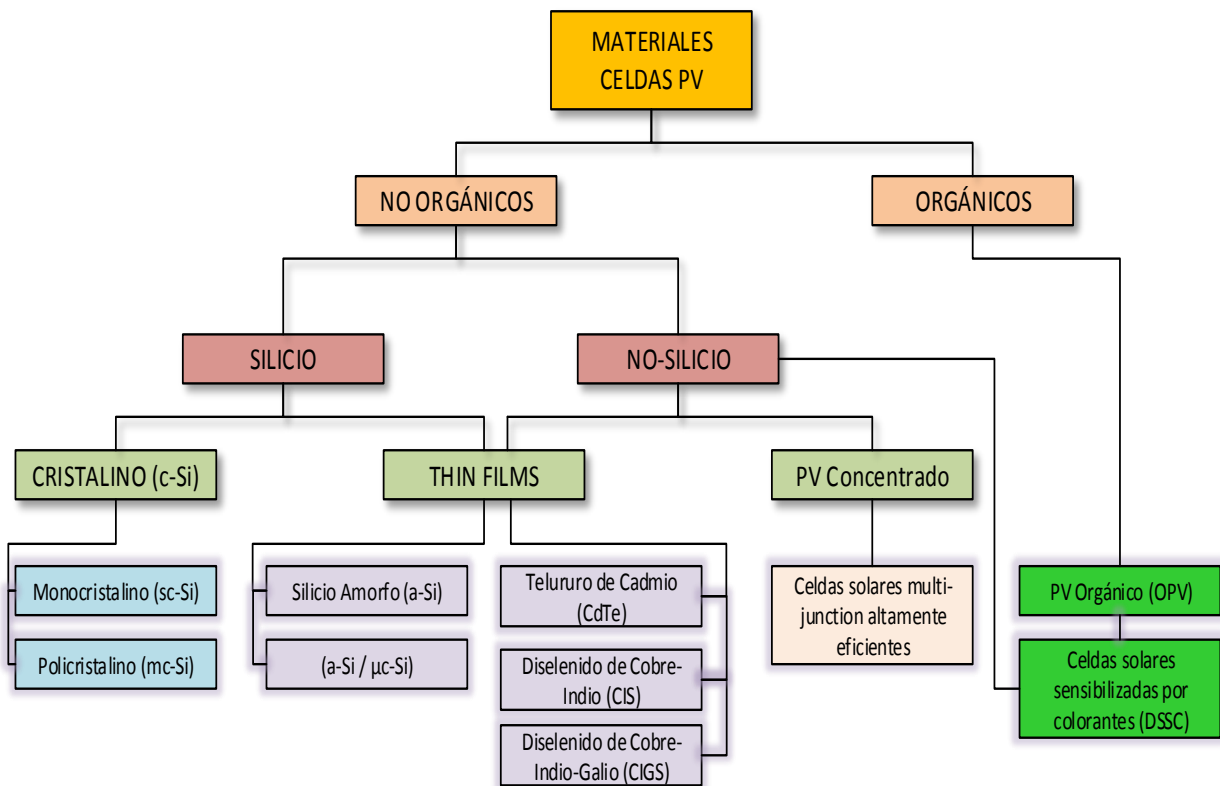 MATERIALES
CELDAS PV
NO ORGÁNICOS
ORGÁNICOS
SILICIO
NO-SILICIO
CRISTALINO (c-Si)
THIN FILMS
PV Concentrado
Monocristalino (sc-Si)
Policristalino (mc-Si)
Silicio Amorfo (a-Si)
(a-Si / µc-Si)
Telururo de Cadmio
(CdTe)
Diselenido de Cobre-
Indio (CIS)
Diselenido de Cobre-
Indio-Galio (CIGS)
Celdas solares multi-
junction altamente
eficientes
PV Orgánico (OPV)
Celdas solares
sensibilizadas por
colorantes (DSSC)